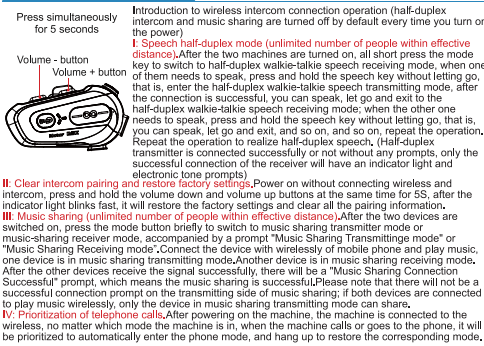 Press simultaneously
for 5 seconds
Volume - button
Volume + button
Introduction to wireless intercom connection operation (half-duplex
intercom and music sharing are turned off by default every time you turn on
the power)
I: Speech half-duplex mode (unlimited number of people within effective
distance).After the two machines are turned on, all short press the mode
key to switch to half-duplex walkie-talkie speech receiving mode, when one
of them needs to speak, press and hold the speech key without letting go,
that is, enter the half-duplex walkie-talkie speech transmitting mode, after
the connection is successful, you can speak, let go and exit to the
half-duplex walkie-talkie speech receiving mode; when the other one
needs to speak, press and hold the speech key without letting go, that is,
you can speak, let go and exit, and so on, and so on, repeat the operation.
Repeat the operation to realize half-duplex speech. (Half-duplex
transmitter is connected successfully or not without any prompts, only the
successful connection of the receiver will have an indicator light and
electronic tone prompts)
II: Clear intercom pairing and restore factory settings.Power on without connecting wireless and
intercom, press and hold the volume down and volume up buttons at the same time for 5S, after the
indicator light blinks fast, it will restore the factory settings and clear all the pairing information.
III: Music sharing (unlimited number of people within effective distance).After the two devices are
switched on, press the mode button briefly to switch to music sharing transmitter mode or
music-sharing receiver mode, accompanied by a prompt "Music Sharing Transmittinge mode" or
"Music Sharing Receiving mode".Connect the device with wirelessly of mobile phone and play music,
one device is in music sharing transmitting mode.Another device is in music sharing receiving mode.
After the other devices receive the signal successfully, there will be a "Music Sharing Connection
Successful" prompt, which means the music sharing is successful.Please note that there will not be a
successful connection prompt on the transmitting side of music sharing; if both devices are connected
to play music wirelessly, only the device in music sharing transmitting mode can share.
IV: Prioritization of telephone calls.After powering on the machine, the machine is connected to the
wireless, no matter which mode the machine is in, when the machine calls or goes to the phone, it will
be prioritized to automatically enter the phone mode, and hang up to restore the corresponding mode.